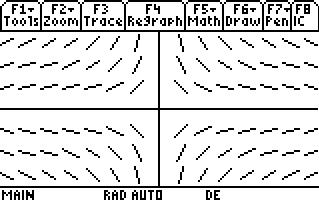 F1▾ F2▾ F3 F4 F5▾ F6▾ F7▾ F8
Tools Zoom Trace ReGraph Math Draw Pen IC
MAIN RAD AUTO DE